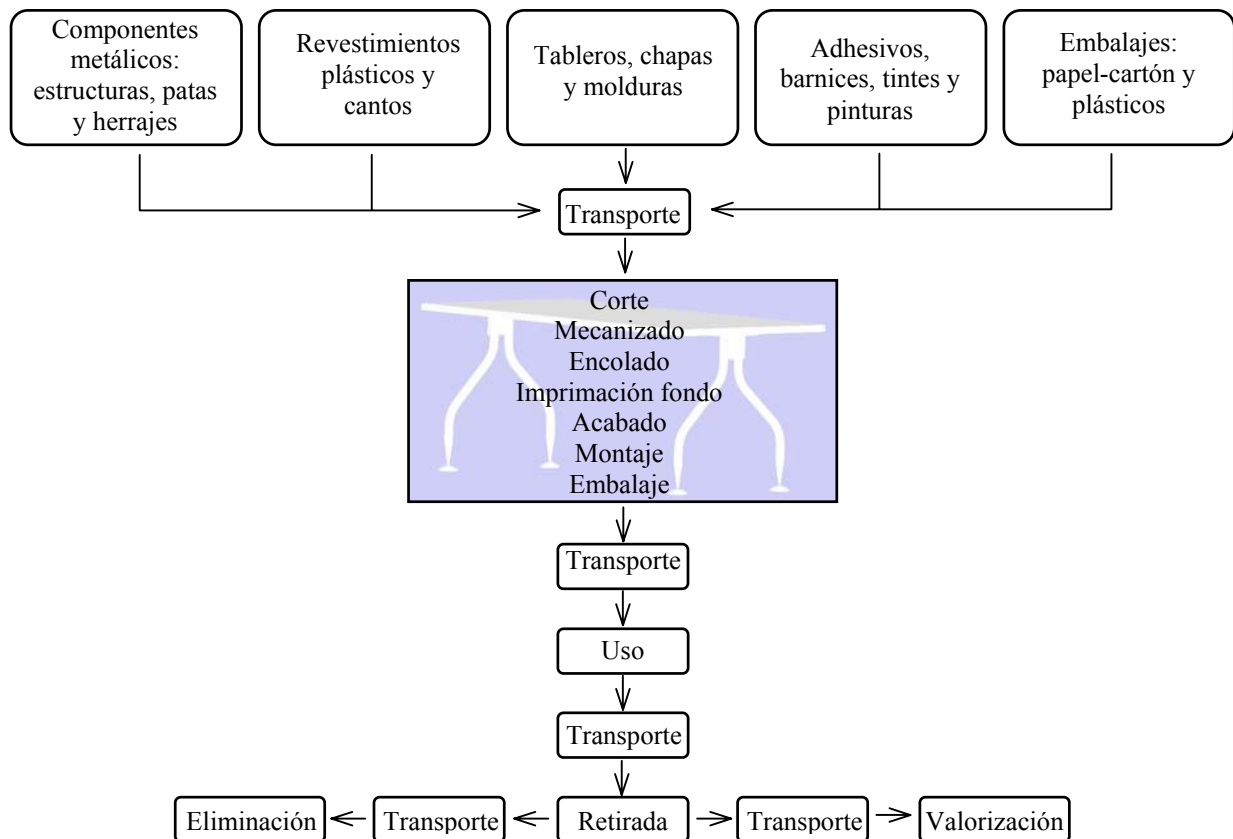 Componentes
metálicos:
estructuras, patas
y herrajes
Revestimientos
plásticos y
cantos
Tableros, chapas
y molduras
Adhesivos,
barnices, tintes y
pinturas
Embalajes:
papel-cartón y
plásticos
Transporte
Corte
Mecanizado
Encolado
Imprimación fondo
Acabado
Montaje
Embalaje
Transporte
Uso
Transporte
Eliminación
Transporte
Retirada
Transporte
Valorización